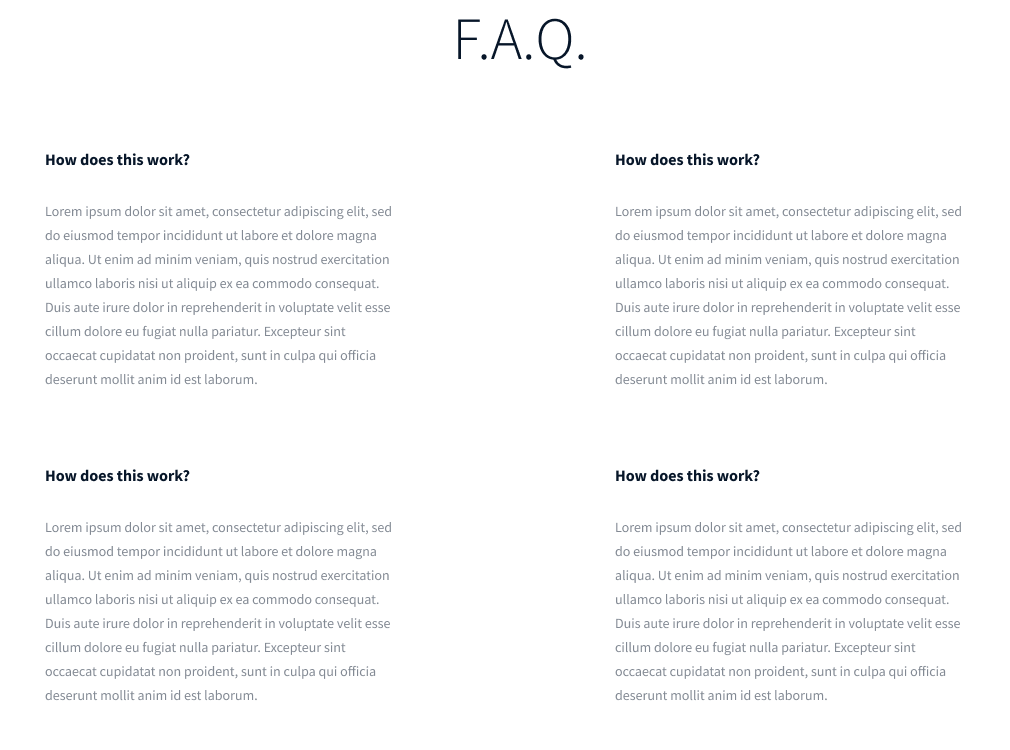 F.A.Q.
How does this work?
Lorem ipsum dolor sit amet, consectetur adipiscing elit, sed
do eiusmod tempor incididunt ut labore et dolore magna
aliqua. Ut enim ad minim veniam, quis nostrud exercitation
ullamco laboris nisi ut aliquip ex ea commodo consequat.
Duis aute irure dolor in reprehenderit in voluptate velit esse
cillum dolore eu fugiat nulla pariatur. Excepteur sint
occaecat cupidatat non proident, sunt in culpa qui officia
deserunt mollit anim id est laborum.
How does this work?
Lorem ipsum dolor sit amet, consectetur adipiscing elit, sed
do eiusmod tempor incididunt ut labore et dolore magna
aliqua. Ut enim ad minim veniam, quis nostrud exercitation
ullamco laboris nisi ut aliquip ex ea commodo consequat.
Duis aute irure dolor in reprehenderit in voluptate velit esse
cillum dolore eu fugiat nulla pariatur. Excepteur sint
occaecat cupidatat non proident, sunt in culpa qui officia
deserunt mollit anim id est laborum.
How does this work?
Lorem ipsum dolor sit amet, consectetur adipiscing elit, sed
do eiusmod tempor incididunt ut labore et dolore magna
aliqua. Ut enim ad minim veniam, quis nostrud exercitation
ullamco laboris nisi ut aliquip ex ea commodo consequat.
Duis aute irure dolor in reprehenderit in voluptate velit esse
cillum dolore eu fugiat nulla pariatur. Excepteur sint
occaecat cupidatat non proident, sunt in culpa qui officia
deserunt mollit anim id est laborum.
How does this work?
Lorem ipsum dolor sit amet, consectetur adipiscing elit, sed
do eiusmod tempor incididunt ut labore et dolore magna
aliqua. Ut enim ad minim veniam, quis nostrud exercitation
ullamco laboris nisi ut aliquip ex ea commodo consequat.
Duis aute irure dolor in reprehenderit in voluptate velit esse
cillum dolore eu fugiat nulla pariatur. Excepteur sint
occaecat cupidatat non proident, sunt in culpa qui officia
deserunt mollit anim id est laborum.